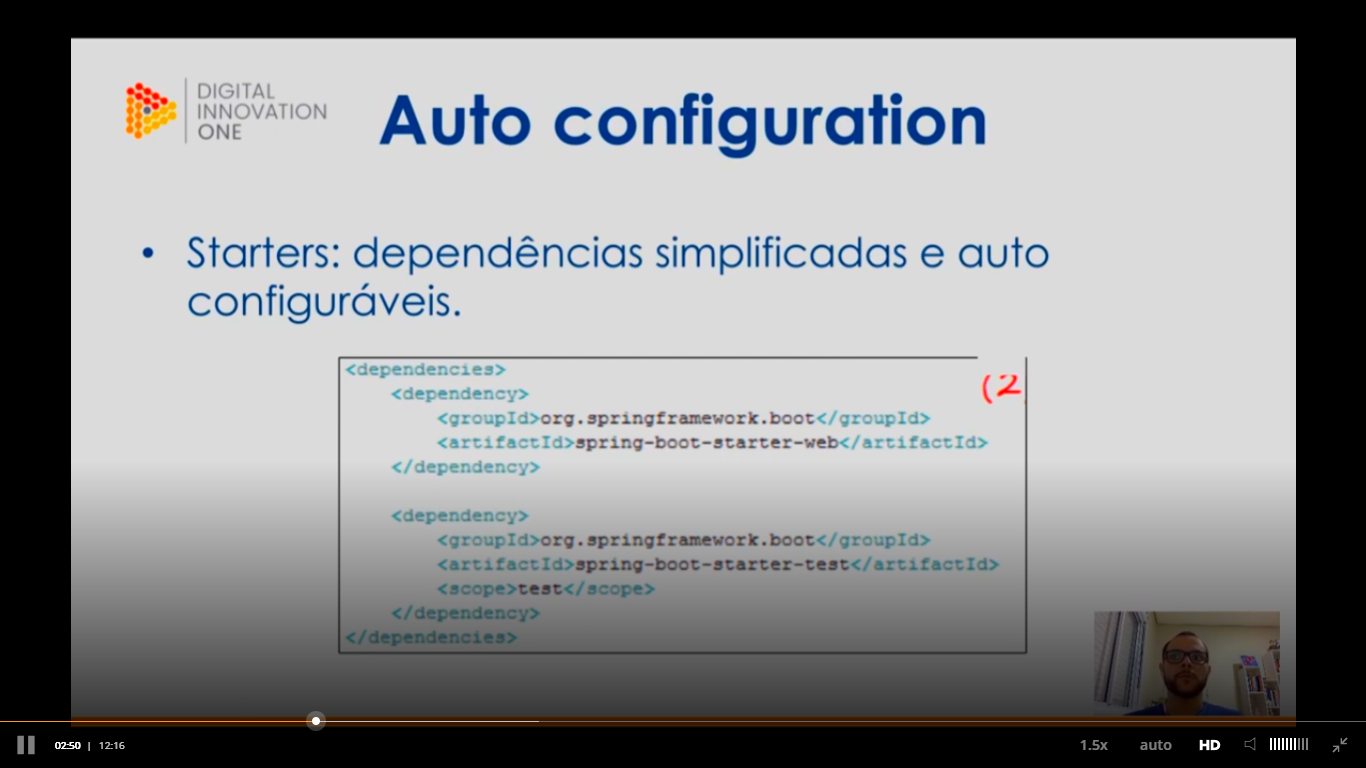 DIGITAL
INNOVATION
ONE
Auto configuration
• Starters: dependências simplificadas e auto
configuráveis.
<dependencies>
<dependency>
<groupId>org.springframework.boot</groupId>
<artifactId>spring-boot-starter-web</artifactId>
</dependency>
<dependency>
<groupId>org.springframework.boot</groupId>
<artifactId>spring-boot-starter-test</artifactId>
<scope>test</scope>
</dependency>
</dependencies>
(2
02:50 | 12:16
1.5x auto HD